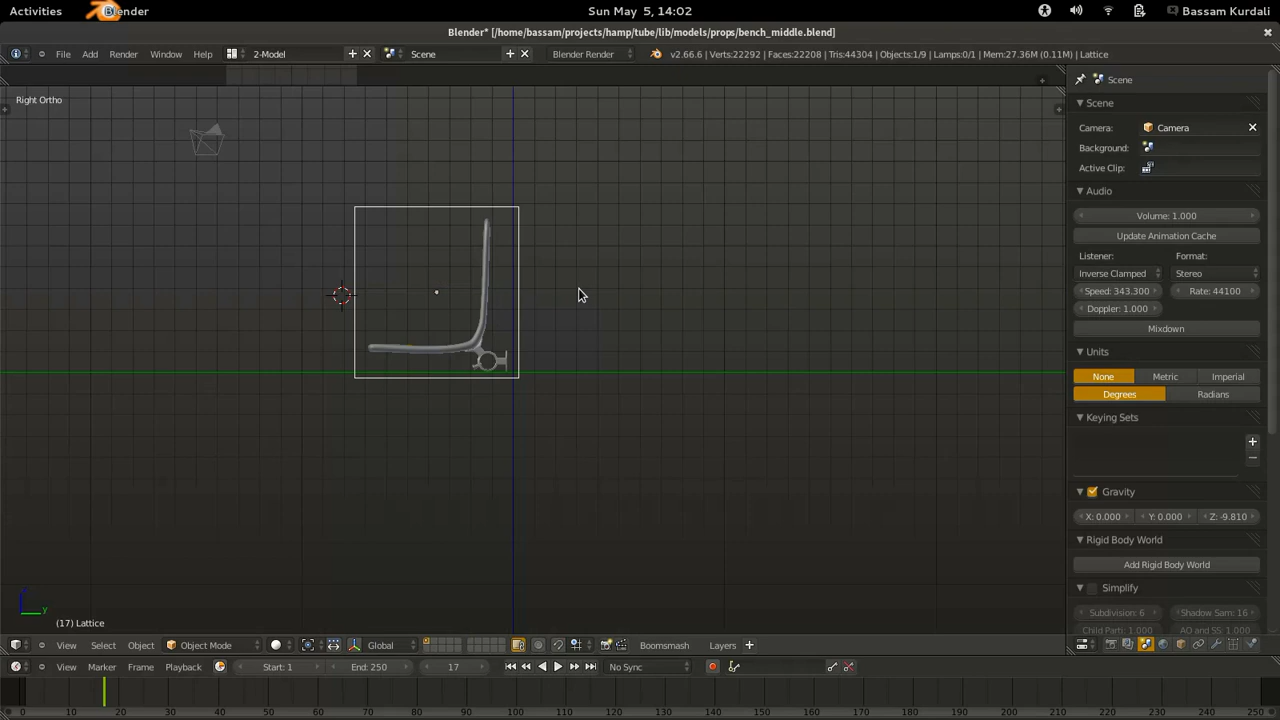 Activities Blender Sun May 5, 14:02 Bassam Kurdali
Blender* [/home/bassam/projects/hamp/tube/lib/models/props/bench_middle.blend]
File Add Render Window Help 2-Model Scene Blender Render v2.66.6 | Verts:22292 | Faces:22208 | Tris:44304 | Objects:1/9 | Lamps:0/1 | Mem:27.36M (0.11M) | Lattice
Right Ortho
Scene
Scene
Camera: Camera
Background:
Active Clip:
Audio
Volume: 1.000
Update Animation Cache
Listener: Format:
Inverse Clamped Stereo
Speed: 343.300 Rate: 44100
Doppler: 1.000
Mixdown
Units
None Metric Imperial
Degrees Radians
Keying Sets
Gravity
X: 0.000 Y: 0.000 Z: -9.810
Rigid Body World
Add Rigid Body World
Simplify
Subdivision: 6 Shadow Sam: 16
Child Part: 1.000 AO and SS: 1.000
z
y
(17) Lattice
View Select Object Object Mode Global Boomsmash Layers
View Marker Frame Playback Start: 1 End: 250 17 No Sync
0 10 20 30 40 50 60 70 80 90 100 110 120 130 140 150 160 170 180 190 200 210 220 230 240 250